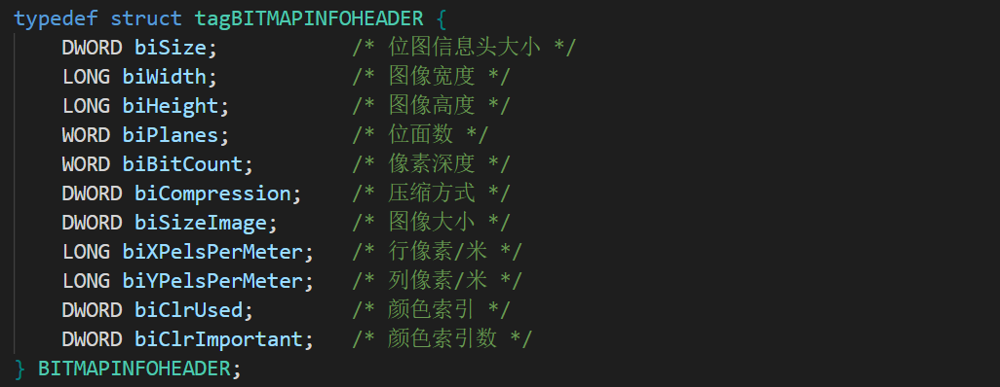 typedef struct tagBITMAPINFOHEADER {
    DWORD biSize;           /* 位图信息头大小 */
    LONG biWidth;           /* 图像宽度 */
    LONG biHeight;          /* 图像高度 */
    WORD biPlanes;          /* 位面数 */
    WORD biBitCount;        /* 像素深度 */
    DWORD biCompression;    /* 压缩方式 */
    DWORD biSizeImage;      /* 图像大小 */
    LONG biXPelsPerMeter;   /* 行像素/米 */
    LONG biYPelsPerMeter;   /* 列像素/米 */
    DWORD biClrUsed;        /* 颜色索引 */
    DWORD biClrImportant;   /* 颜色索引数 */
} BITMAPINFOHEADER;